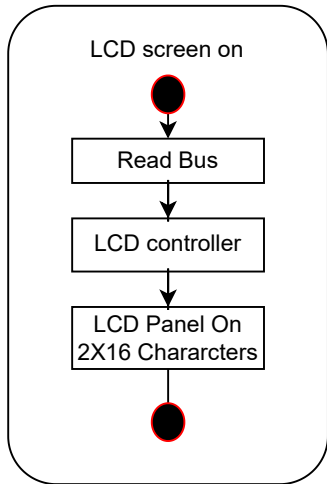 LCD screen on
Read Bus
LCD controller
LCD Panel On
2X16 Chararcters